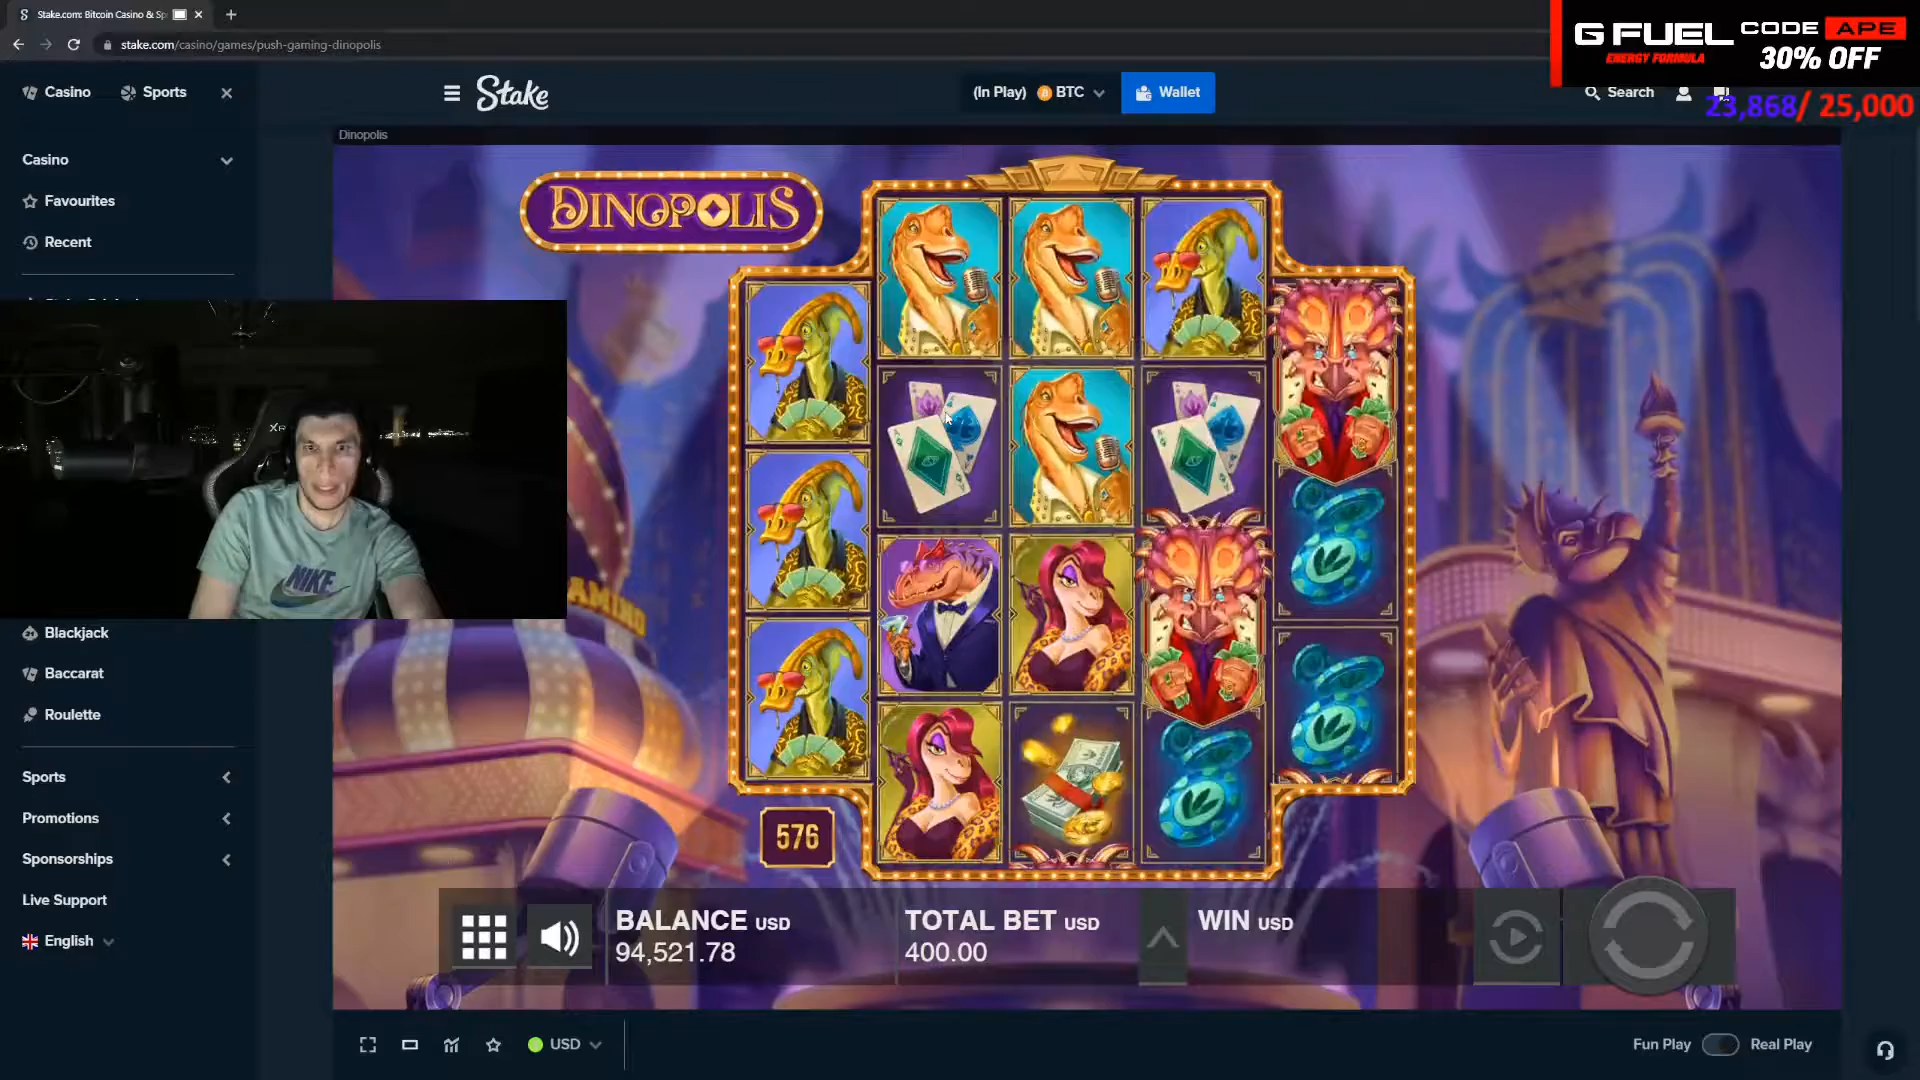 Stake.com: Bitcoin Casino & Sp
stake.com/casino/games/push-gaming-dinopolis
G FUEL
ENERGY FORMULA
CODE APE
30% OFF
Casino
Sports
Stake
(In Play)
BTC
Wallet
Search
23,868/ 25,000
Dinopolis
Casino
Favourites
Recent
DINOPOLIS
XR
NIKE
Blackjack
Baccarat
Roulette
Sports
Promotions
Sponsorships
Live Support
English
576
BALANCE USD
94,521.78
TOTAL BET USD
400.00
WIN USD
USD
Fun Play
Real Play